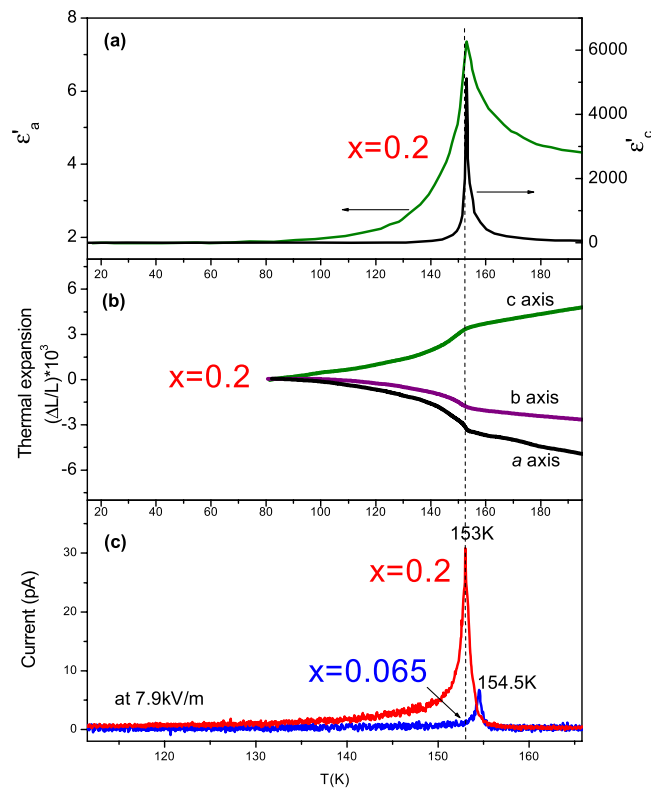 (a)
8
6
4
2
ε'a
6000
4000
2000
0
ε'c
x=0.2
20 40 60 80 100 120 140 160 180
(b)
6
3
0
-3
-6
Thermal expansion
(ΔL/L)*10³
x=0.2
c axis
b axis
a axis
20 40 60 80 100 120 140 160 180
(c)
30
20
10
0
Current (pA)
153K
x=0.2
x=0.065
154.5K
at 7.9kV/m
120 130 140 150 160
T(K)